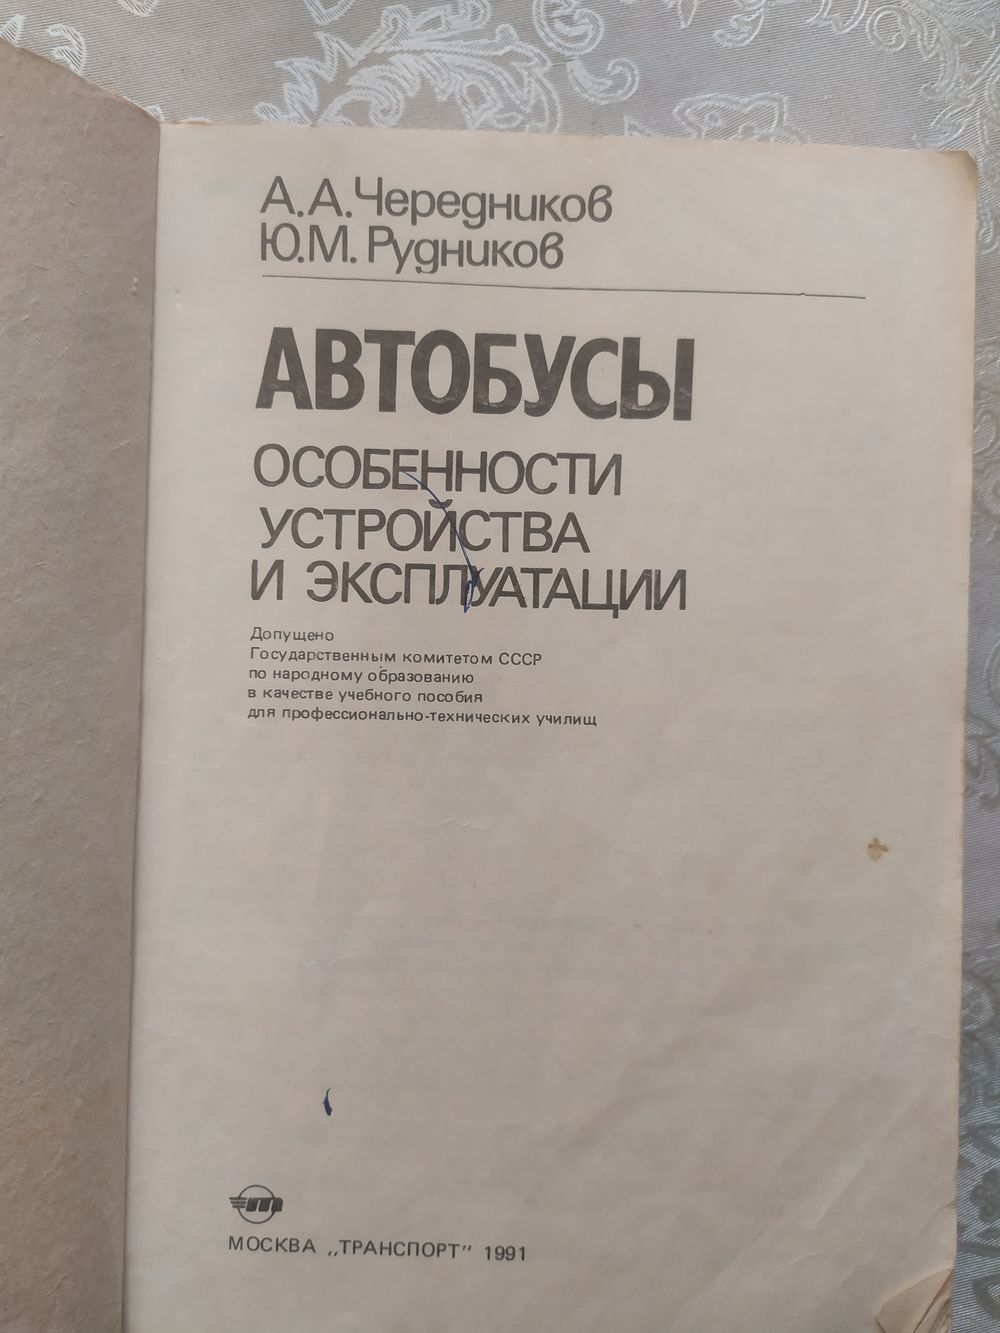 А.А.Чередников
Ю.М.Рудников
АВТОБУСЫ
ОСОБЕННОСТИ
УСТРОЙСТВА
И ЭКСПЛУАТАЦИИ
Допущено
Государственным комитетом СССР
по народному образованию
в качестве учебного пособия
для профессионально-технических училищ
т
МОСКВА „ТРАНСПОРТ” 1991